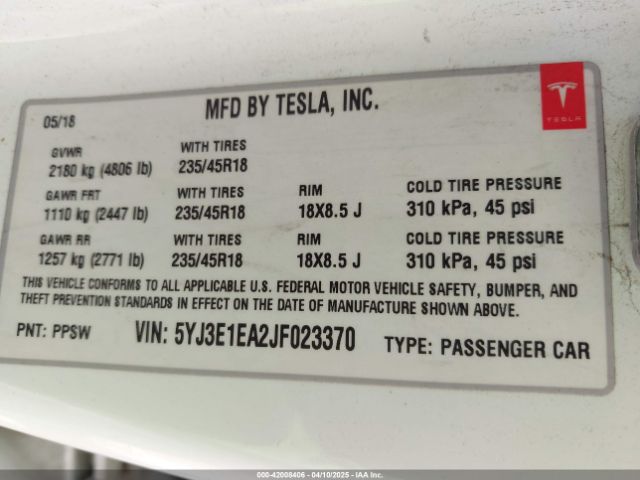 MFD BY TESLA, INC.
TESLA
05/18
GVWR WITH TIRES
2180 kg (4806 lb) 235/45R18
GAWR FRT WITH TIRES RIM COLD TIRE PRESSURE
1110 kg (2447 lb) 235/45R18 18X8.5 J 310 kPa, 45 psi
GAWR RR WITH TIRES RIM COLD TIRE PRESSURE
1257 kg (2771 lb) 235/45R18 18X8.5 J 310 kPa, 45 psi
THIS VEHICLE CONFORMS TO ALL APPLICABLE U.S. FEDERAL MOTOR VEHICLE SAFETY, BUMPER, AND
THEFT PREVENTION STANDARDS IN EFFECT ON THE DATE OF MANUFACTURE SHOWN ABOVE.
PNT: PPSW VIN: 5YJ3E1EA2JF023370 TYPE: PASSENGER CAR
000-42008406 - 04/10/2025 - IAA Inc.